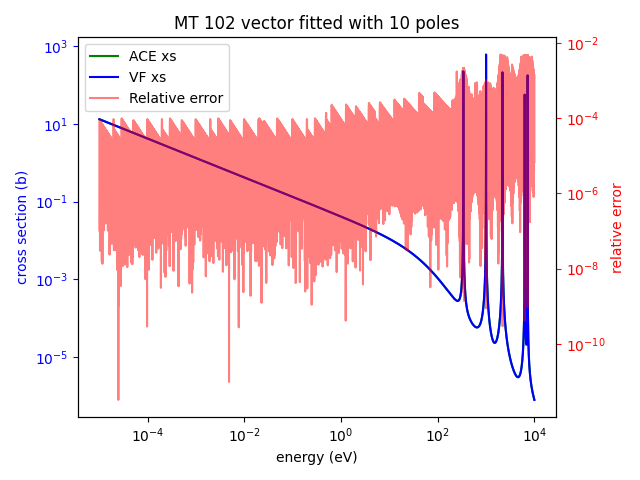 MT 102 vector fitted with 10 poles
ACE xs
VF xs
Relative error
cross section (b)
10^3
10^1
10^-1
10^-3
10^-5
relative error
10^-2
10^-4
10^-6
10^-8
10^-10
10^-4
10^-2
10^0
10^2
10^4
energy (eV)